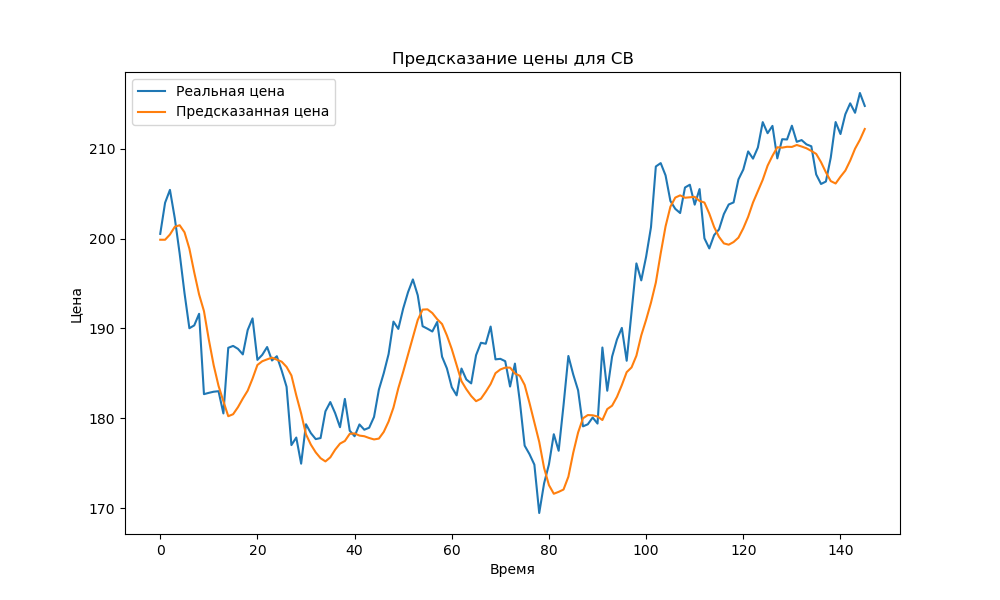 Предсказание цены для CB
Реальная цена
Предсказанная цена
Цена
210
200
190
180
170
0 20 40 60 80 100 120 140
Время